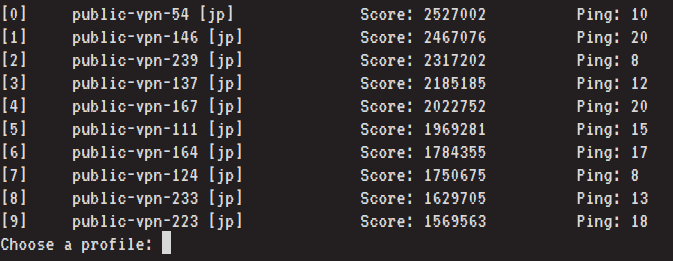 [0] public-vpn-54 [jp] Score: 2527002 Ping: 10
[1] public-vpn-146 [jp] Score: 2467076 Ping: 20
[2] public-vpn-239 [jp] Score: 2317202 Ping: 8
[3] public-vpn-137 [jp] Score: 2185185 Ping: 12
[4] public-vpn-167 [jp] Score: 2022752 Ping: 20
[5] public-vpn-111 [jp] Score: 1969281 Ping: 15
[6] public-vpn-164 [jp] Score: 1784355 Ping: 17
[7] public-vpn-124 [jp] Score: 1750675 Ping: 8
[8] public-vpn-233 [jp] Score: 1629705 Ping: 13
[9] public-vpn-223 [jp] Score: 1569563 Ping: 18
Choose a profile: